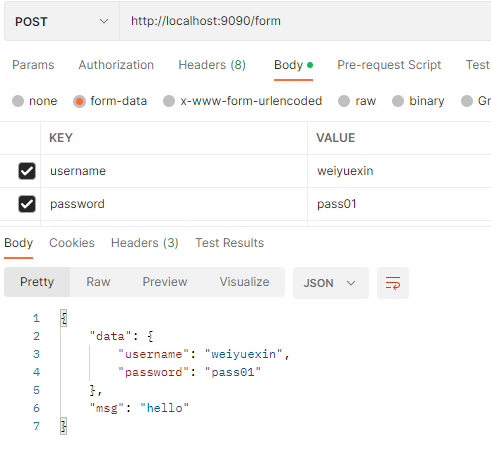 POST http://localhost:9090/form
Params Authorization Headers (8) Body Pre-request Script Tests
none form-data x-www-form-urlencoded raw binary Gr
KEY VALUE
username weiyuexin
password pass01
Body Cookies Headers (3) Test Results
Pretty Raw Preview Visualize JSON
1 {
2 "data": {
3 "username": "weiyuexin",
4 "password": "pass01"
5 },
6 "msg": "hello"
7 }